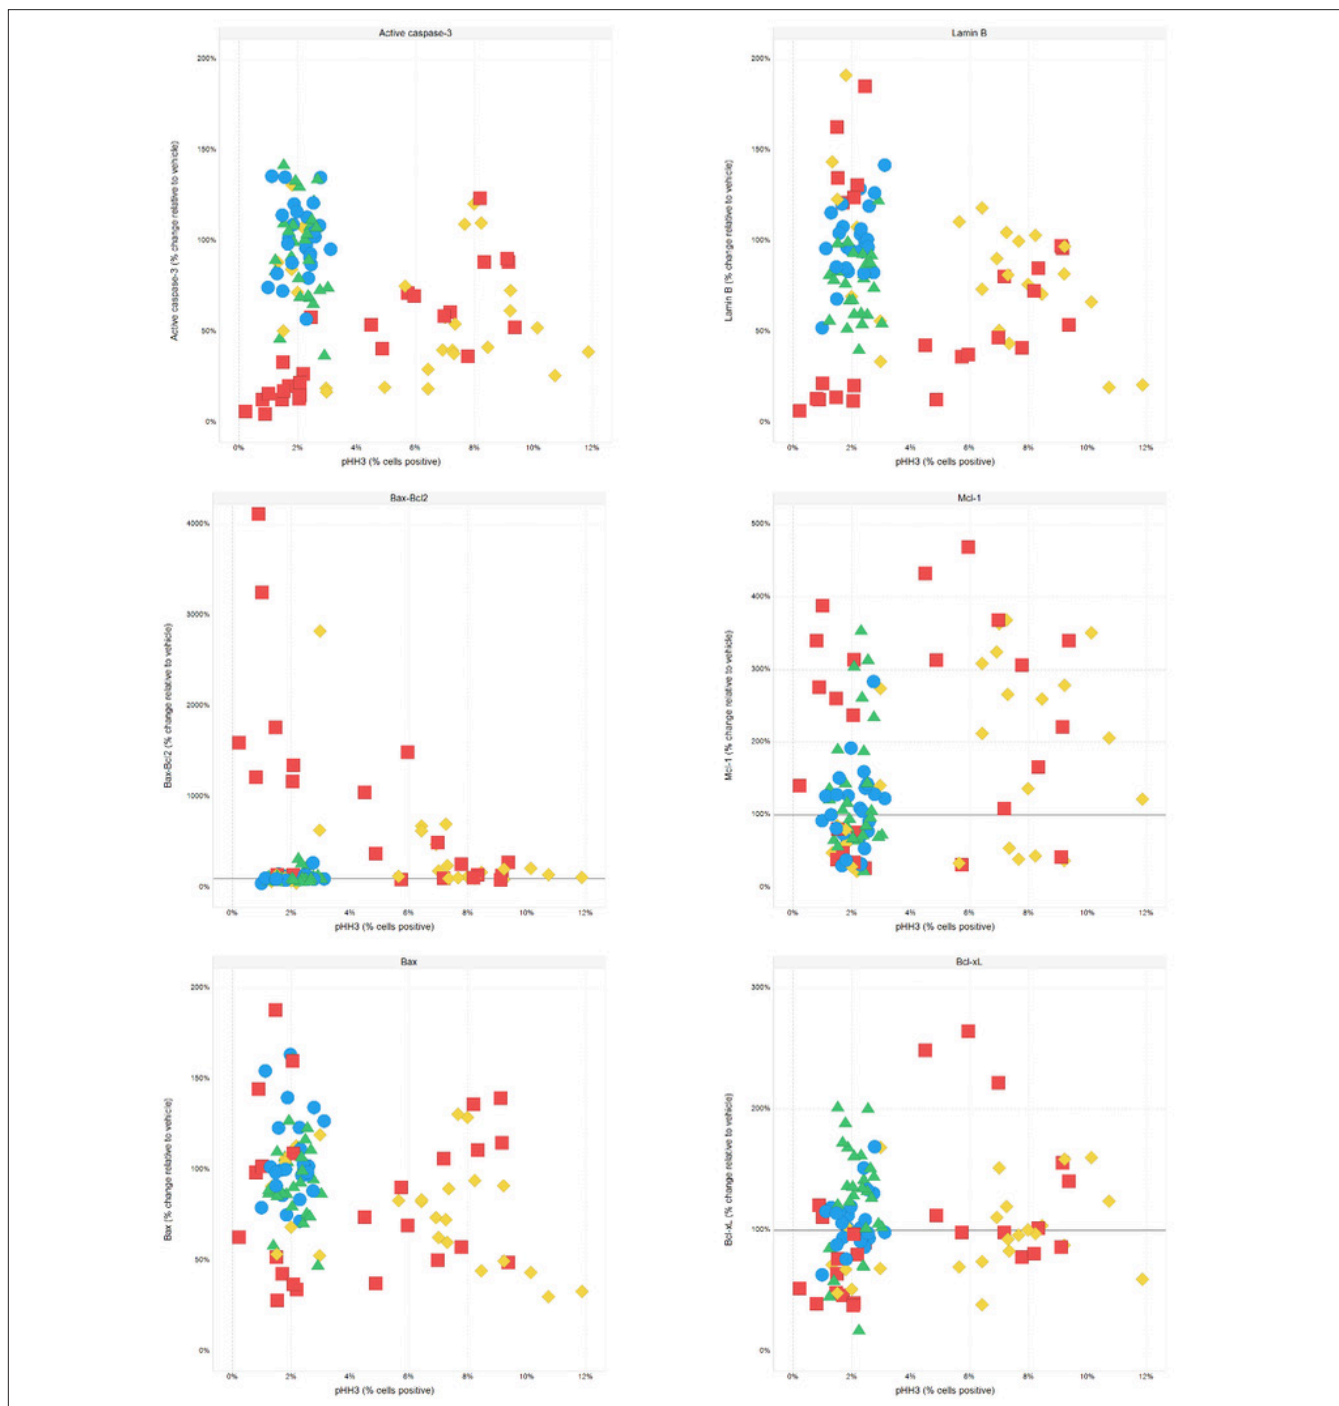 Active caspase-3
200%
150%
100%
50%
0%
Active caspase-3 (% change relative to vehicle)
0% 2% 4% 6% 8% 10% 12%
pHH3 (% cells positive)
Lamin B
200%
150%
100%
50%
0%
Lamin B (% change relative to vehicle)
0% 2% 4% 6% 8% 10% 12%
pHH3 (% cells positive)
Bax-Bcl2
4000%
3000%
2000%
1000%
0%
Bax-Bcl2 (% change relative to vehicle)
0% 2% 4% 6% 8% 10% 12%
pHH3 (% cells positive)
Mcl-1
500%
400%
300%
200%
100%
0%
Mcl-1 (% change relative to vehicle)
0% 2% 4% 6% 8% 10% 12%
pHH3 (% cells positive)
Bax
200%
150%
100%
50%
0%
Bax (% change relative to vehicle)
0% 2% 4% 6% 8% 10% 12%
pHH3 (% cells positive)
Bcl-xL
300%
200%
100%
0%
Bcl-xL (% change relative to vehicle)
0% 2% 4% 6% 8% 10% 12%
pHH3 (% cells positive)